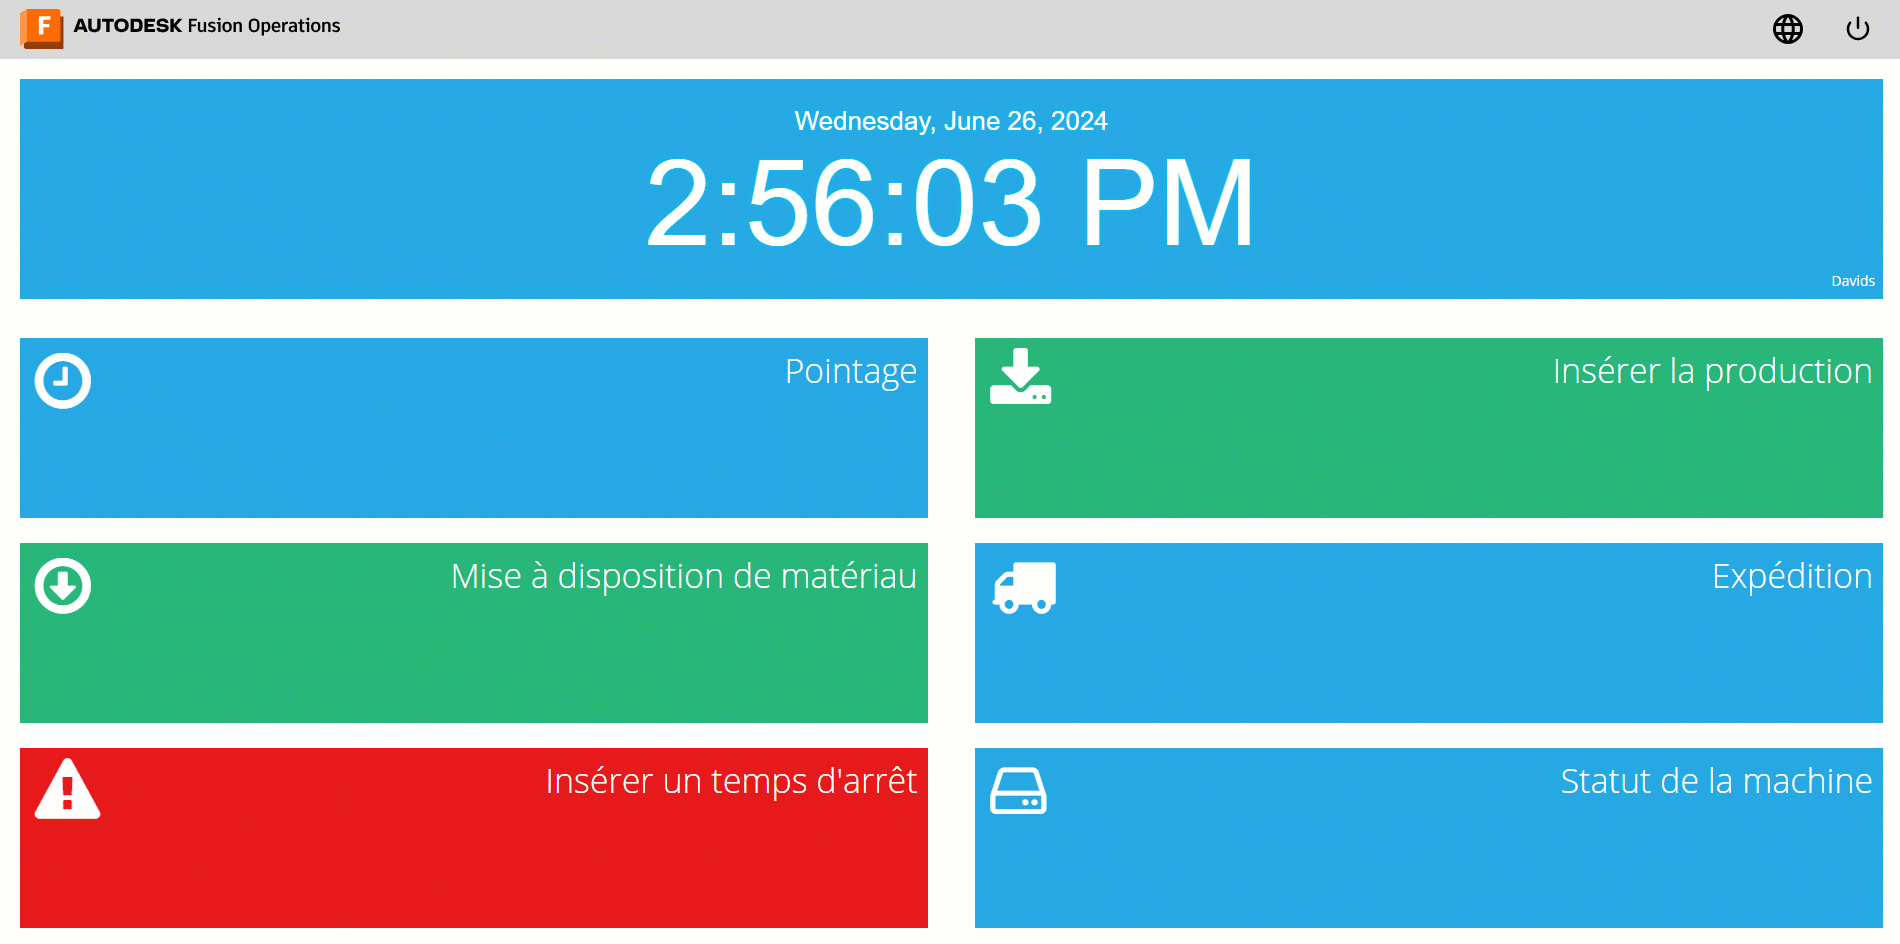 F AUTODESK Fusion Operations
Wednesday, June 26, 2024
2:56:03 PM
Davids
Pointage
Insérer la production
Mise à disposition de matériau
Expédition
Insérer un temps d'arrêt
Statut de la machine